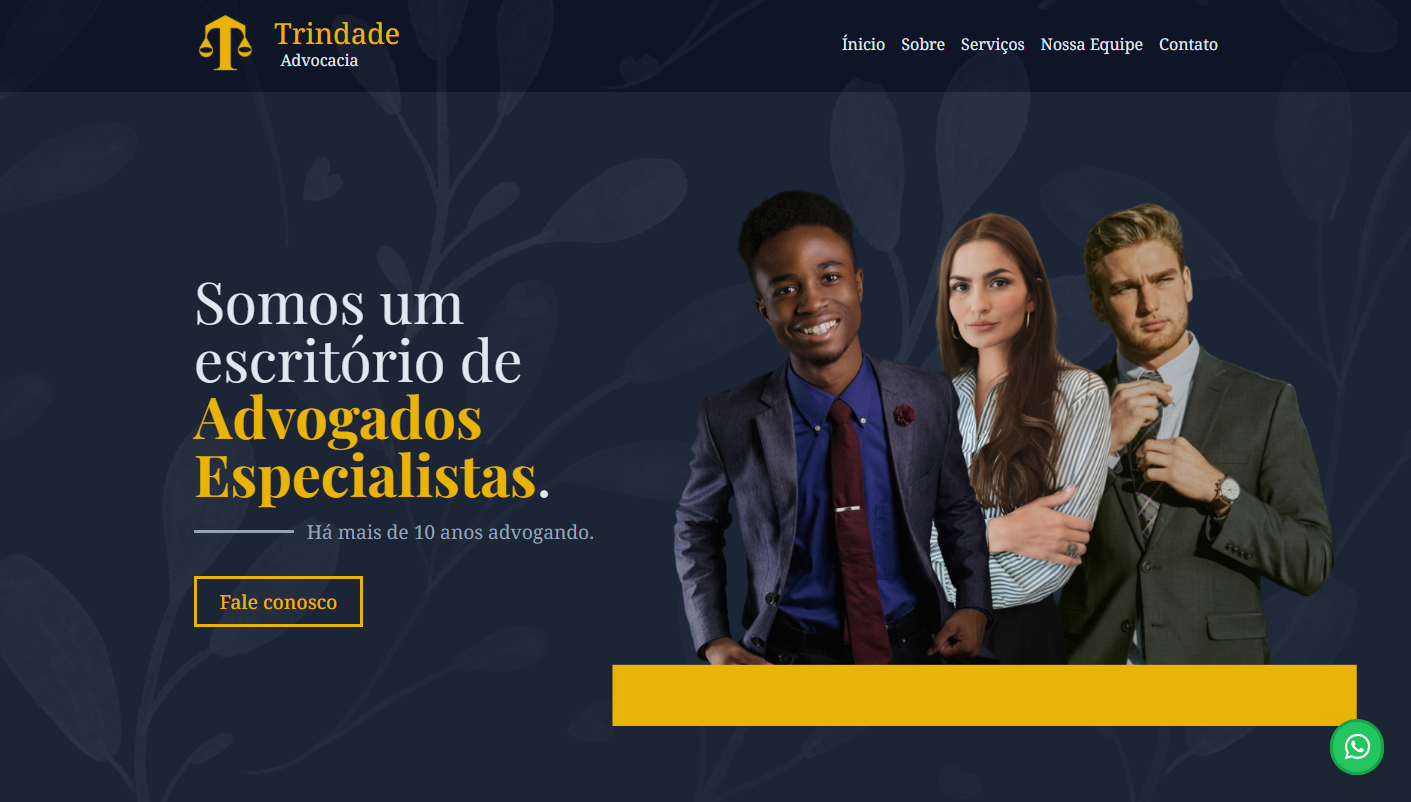 Trindade
Advocacia
Ínicio Sobre Serviços Nossa Equipe Contato
Somos um
escritório de
Advogados
Especialistas.
Há mais de 10 anos advogando.
Fale conosco